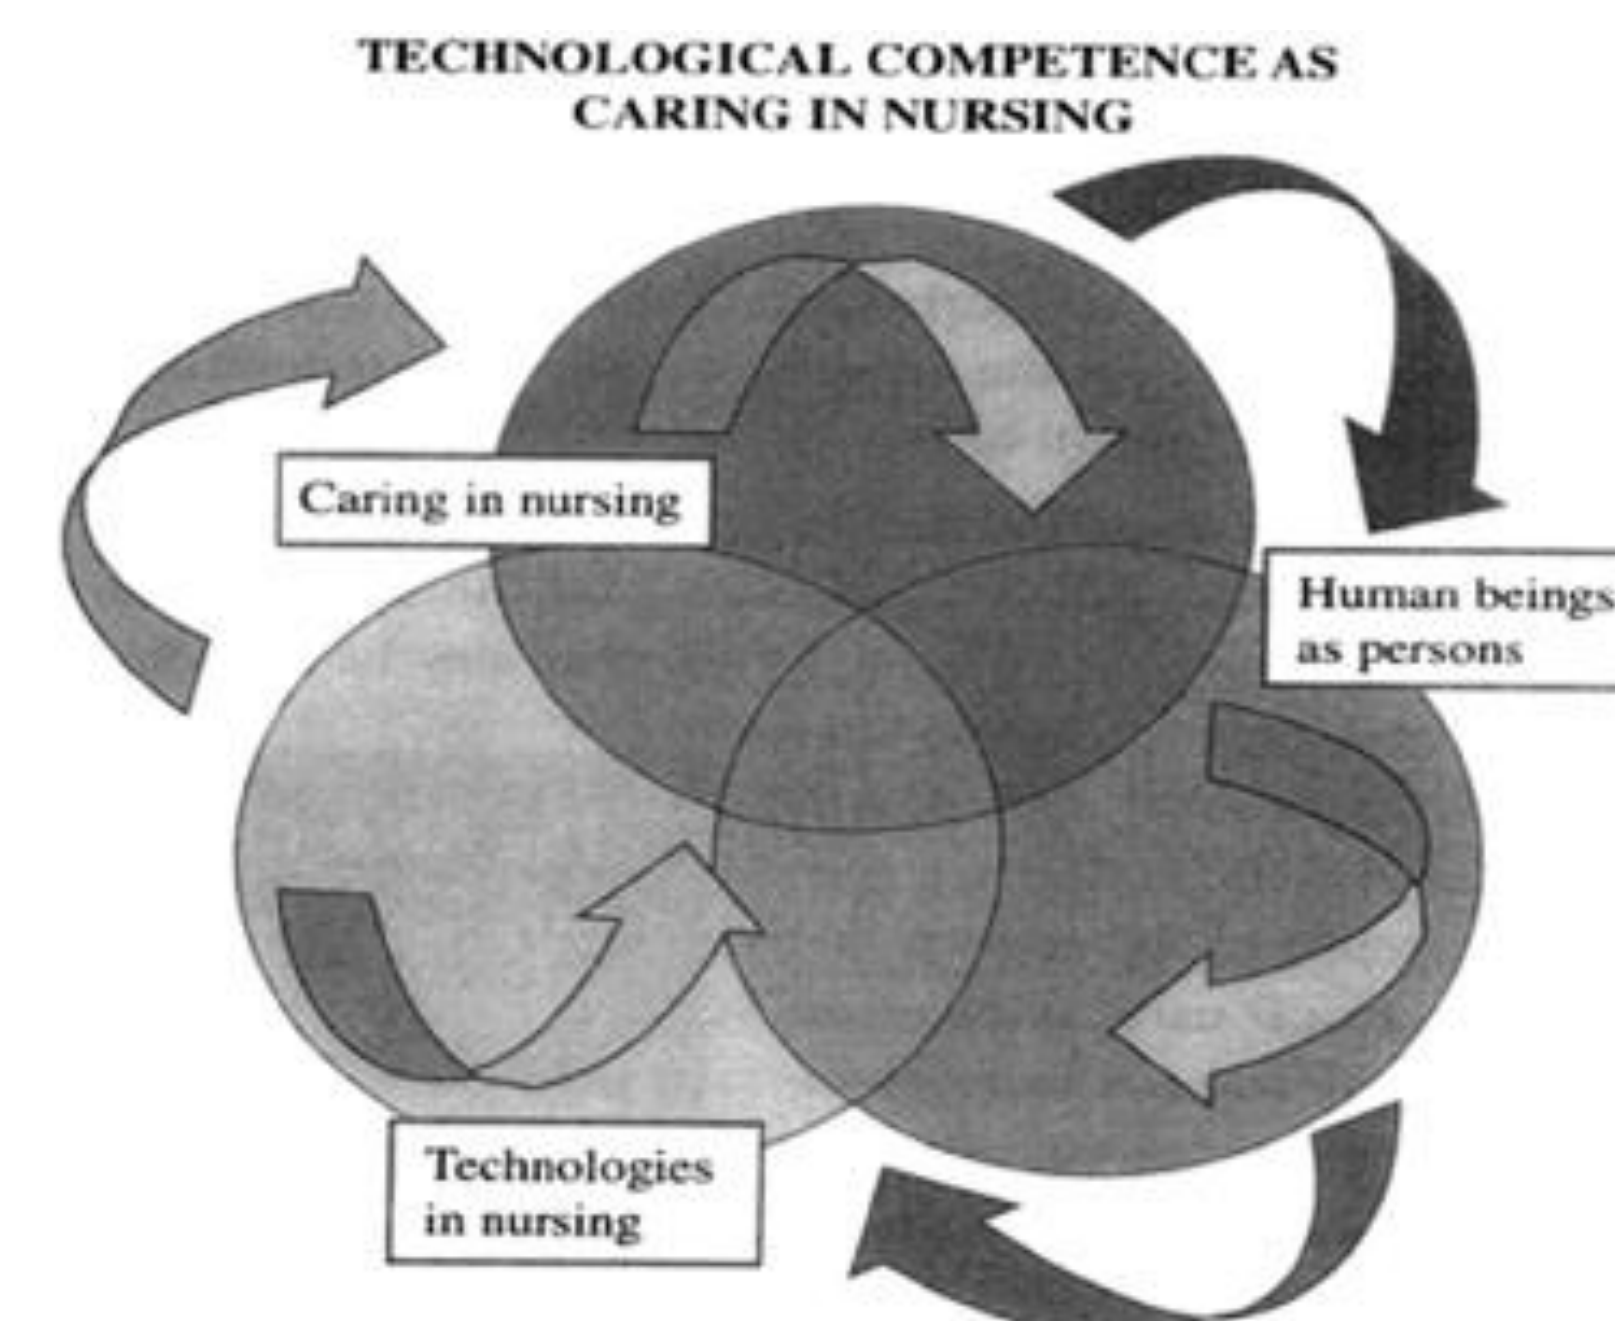 TECHNOLOGICAL COMPETENCE AS
CARING IN NURSING
Caring in nursing
Human beings
as persons
Technologies
in nursing